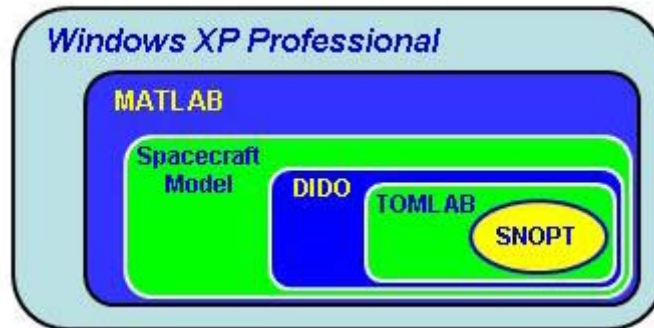 Windows XP Professional
MATLAB
Spacecraft
Model
DIDO
TOMLAB
SNOPT